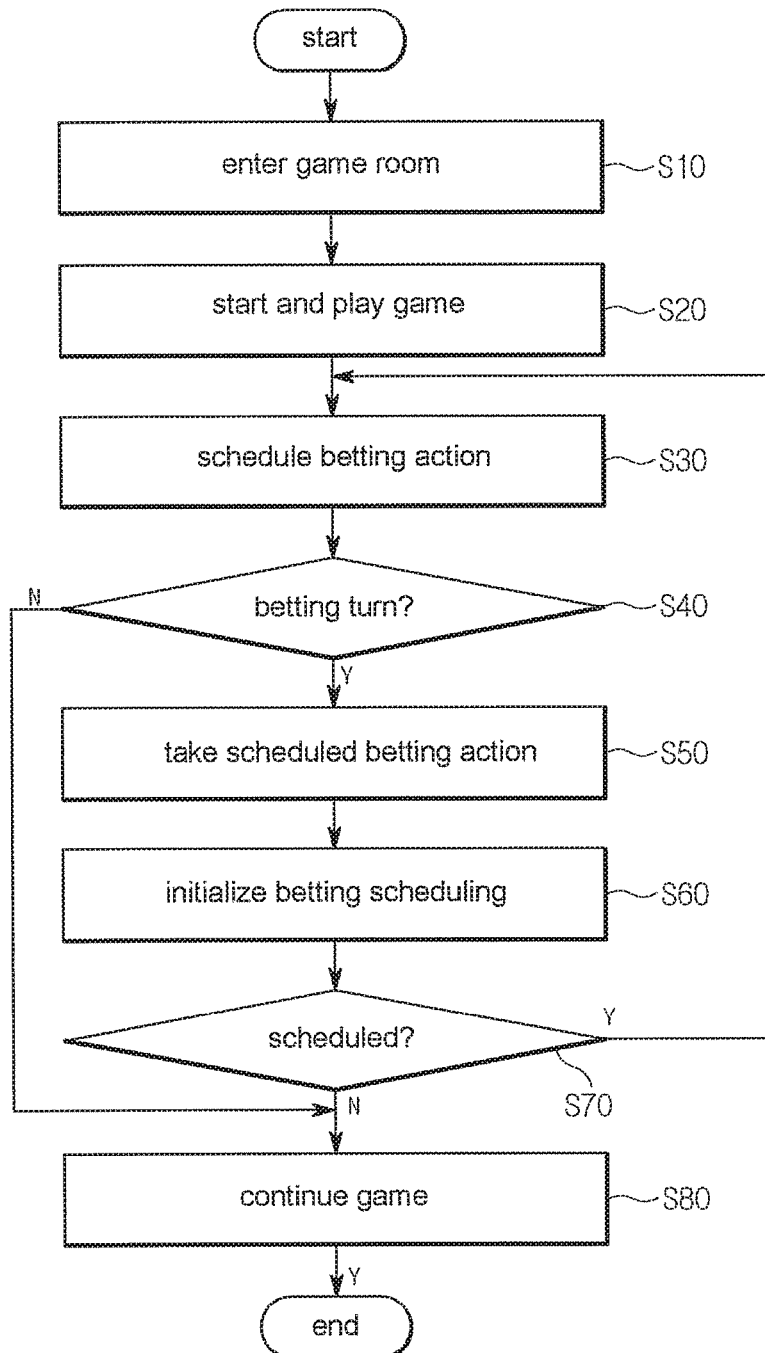 start
enter game room
S10
start and play game
S20
schedule betting action
S30
N
betting turn?
S40
Y
take scheduled betting action
S50
initialize betting scheduling
S60
scheduled?
Y
S70
N
continue game
S80
Y
end